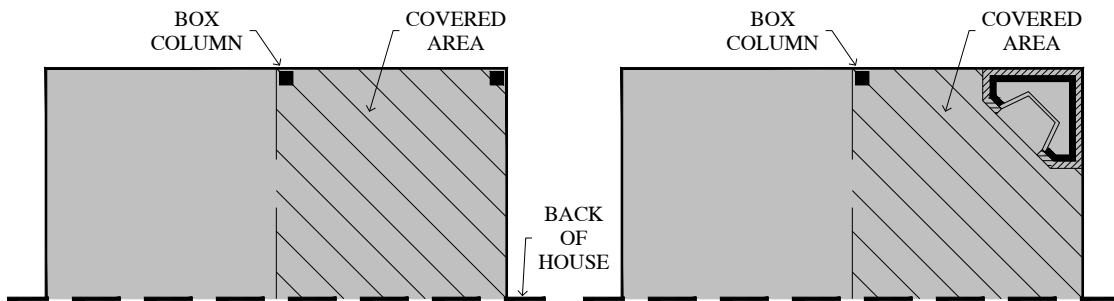 BOX
COLUMN
COVERED
AREA
BOX
COLUMN
COVERED
AREA
BACK
OF
HOUSE